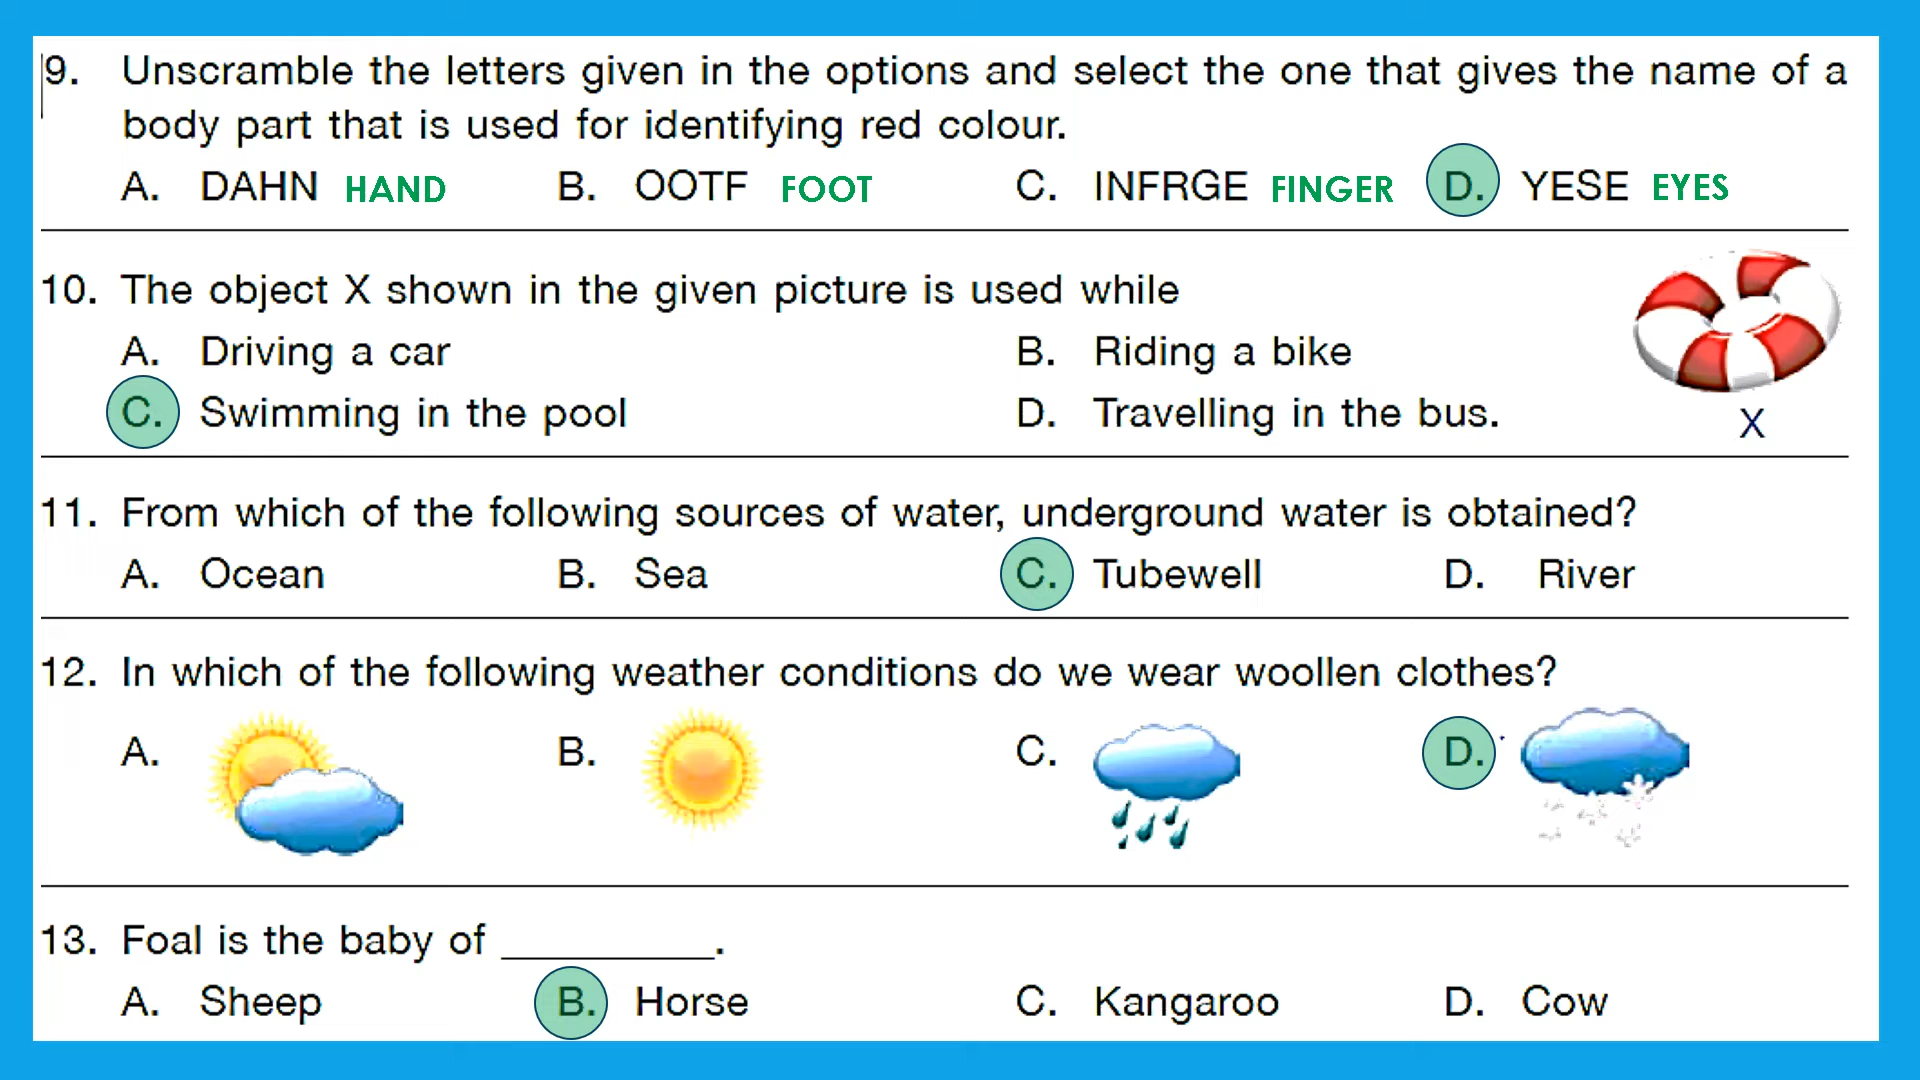 9. Unscramble the letters given in the options and select the one that gives the name of a
body part that is used for identifying red colour.
A. DAHN HAND B. OOTF FOOT C. INFRGE FINGER D. YESE EYES
10. The object X shown in the given picture is used while
A. Driving a car B. Riding a bike
C. Swimming in the pool D. Travelling in the bus.
X
11. From which of the following sources of water, underground water is obtained?
A. Ocean B. Sea C. Tubewell D. River
12. In which of the following weather conditions do we wear woollen clothes?
A. B. C. D.
13. Foal is the baby of __________.
A. Sheep B. Horse C. Kangaroo D. Cow